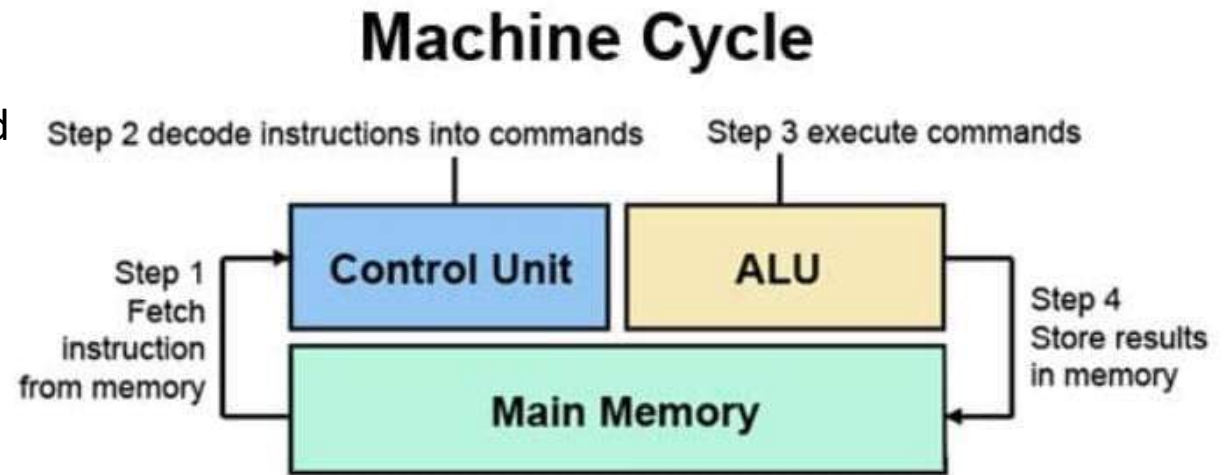 Machine Cycle
d
Step 2 decode instructions into commands
Step 3 execute commands
Control Unit
ALU
Step 1
Fetch
instruction
from memory
Step 4
Store results
in memory
Main Memory